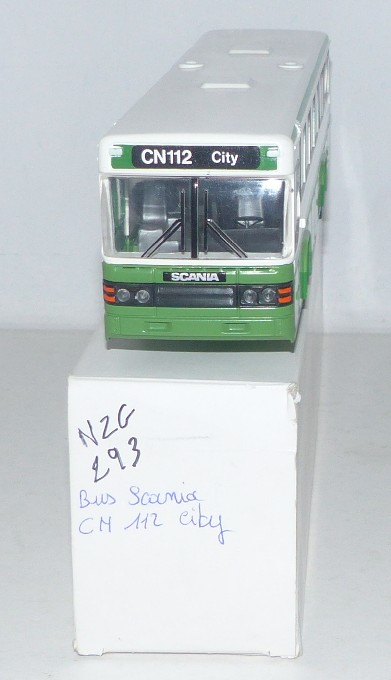 CN112 City
SCANIA
NZG
293
Bus Scania
CN 112 City